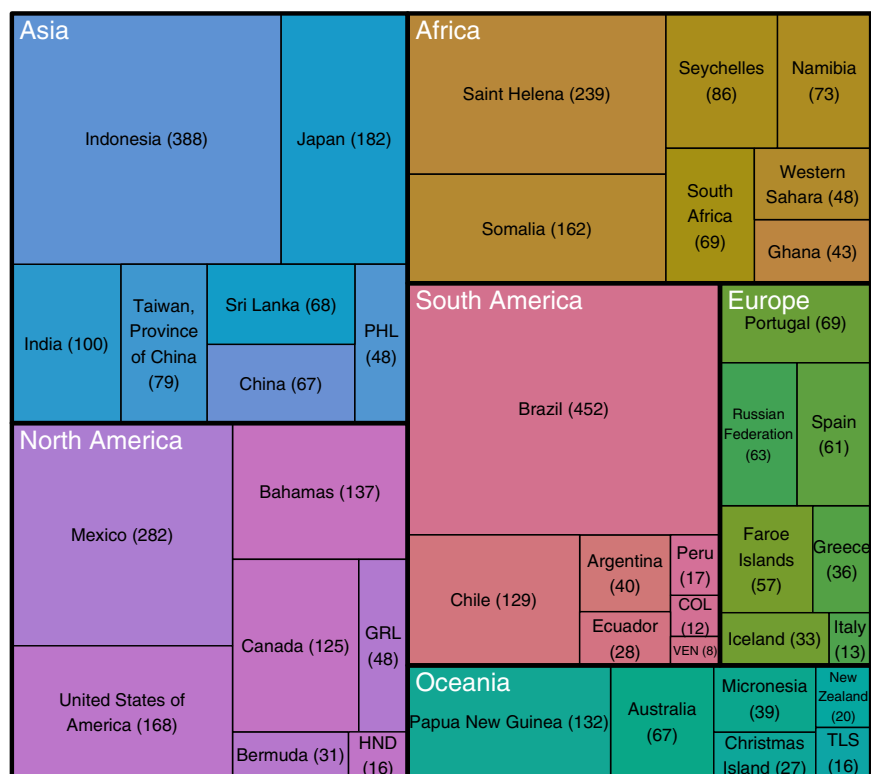 Asia
Indonesia (388)
Japan (182)
India (100)
Taiwan,
Province
of China
(79)
Sri Lanka (68)
China (67)
PHL
(48)
Africa
Saint Helena (239)
Somalia (162)
Seychelles
(86)
Namibia
(73)
South
Africa
(69)
Western
Sahara (48)
Ghana (43)
North America
Mexico (282)
United States of
America (168)
Bahamas (137)
Canada (125)
GRL
(48)
Bermuda (31)
HND
(16)
South America
Brazil (452)
Chile (129)
Argentina
(40)
Ecuador
(28)
Peru
(17)
COL
(12)
VEN (8)
Europe
Portugal (69)
Russian
Federation
(63)
Spain
(61)
Faroe
Islands
(57)
Greece
(36)
Iceland (33)
Italy
(13)
Oceania
Papua New Guinea (132)
Australia
(67)
Micronesia
(39)
Christmas
Island (27)
New
Zealand
(20)
TLS
(16)